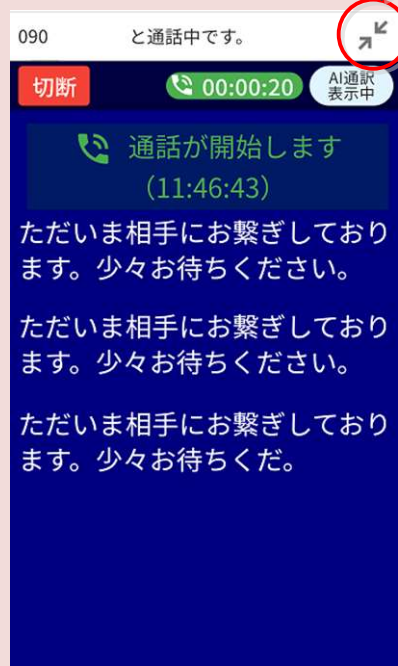 090 と通話中です。
切断 00:00:20 AI通訳
表示中
通話が開始します
(11:46:43)
ただいま相手にお繋ぎしており
ます。少々お待ちください。
ただいま相手にお繋ぎしており
ます。少々お待ちください。
ただいま相手にお繋ぎしており
ます。少々お待ちくだ。